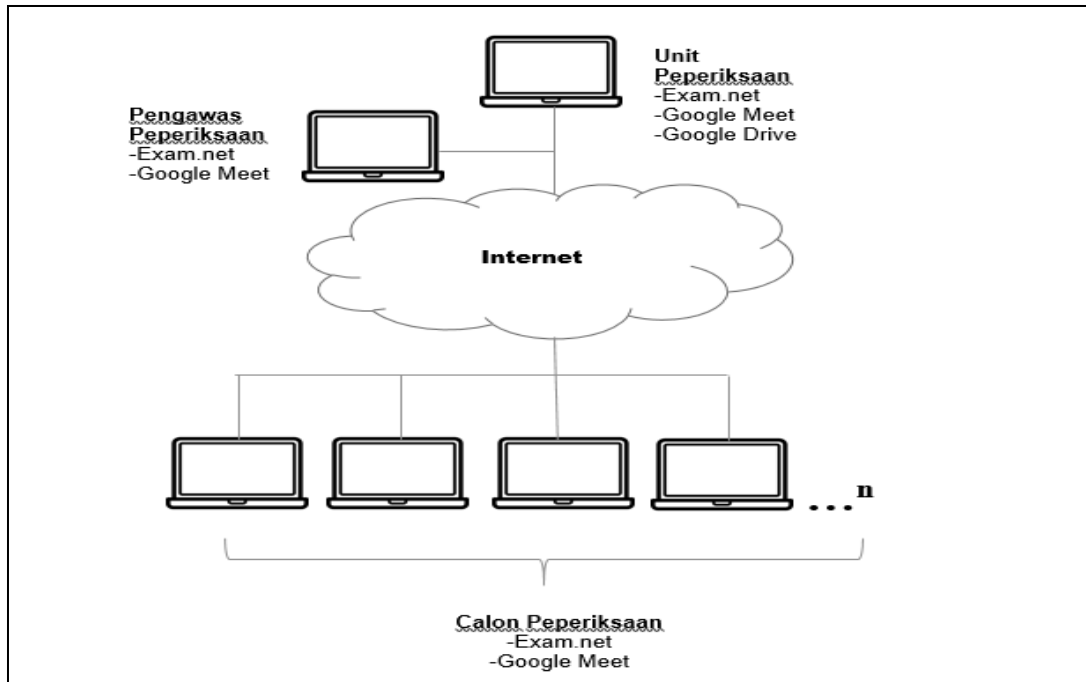 Unit
Peperiksaan
-Exam.net
-Google Meet
-Google Drive
Pengawas
Peperiksaan
-Exam.net
-Google Meet
Internet
...n
Calon Peperiksaan
-Exam.net
-Google Meet